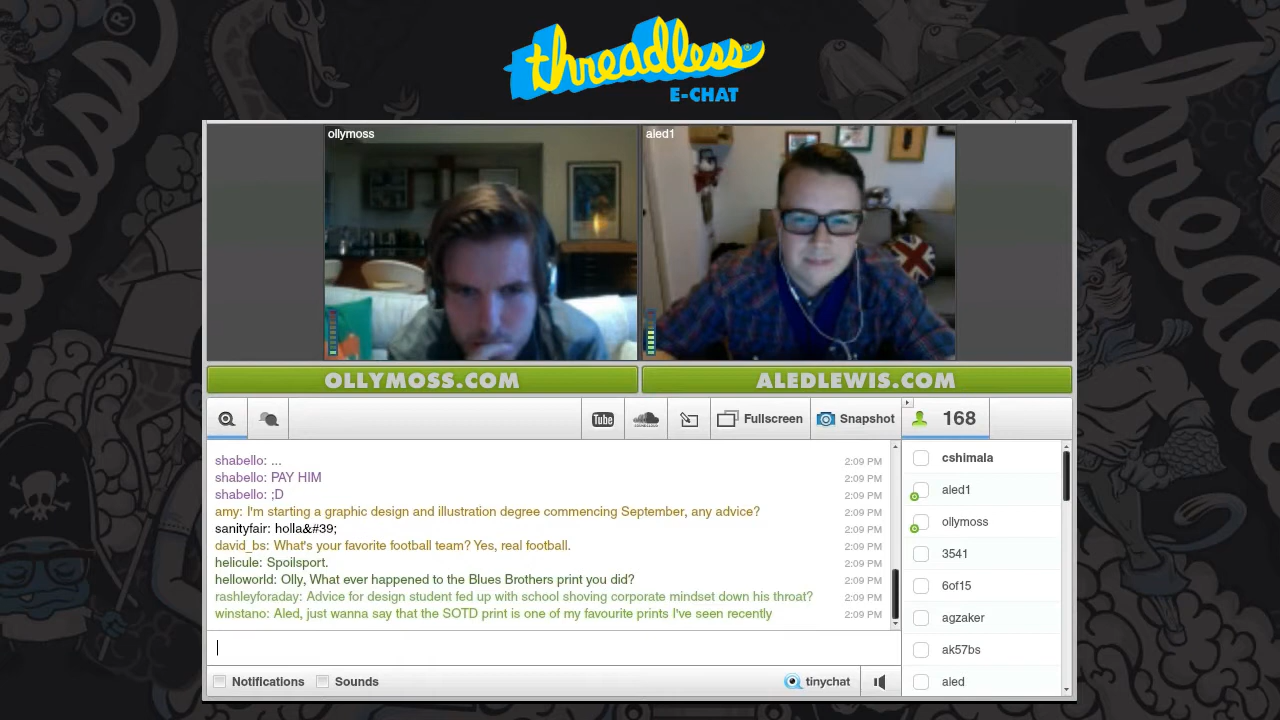 threadless®
E-CHAT
ollymoss
aled1
OLLYMOSS.COM
ALEDLEWIS.COM
You Tube
SOUNDCLOUD
Fullscreen
Snapshot
168
shabello: ... 2:09 PM
shabello: PAY HIM 2:09 PM
shabello: ;D 2:09 PM
amy: I'm starting a graphic design and illustration degree commencing September, any advice? 2:09 PM
sanityfair: holla&#39; 2:09 PM
david_bs: What's your favorite football team? Yes, real football. 2:09 PM
helicule: Spoilsport. 2:09 PM
helloworld: Olly, What ever happened to the Blues Brothers print you did? 2:09 PM
rashleyforaday: Advice for design student fed up with school shoving corporate mindset down his throat? 2:09 PM
winstano: Aled, just wanna say that the SOTD print is one of my favourite prints I've seen recently 2:09 PM
cshimala
aled1
ollymoss
3541
6of15
agzaker
ak57bs
aled
Notifications
Sounds
tinychat